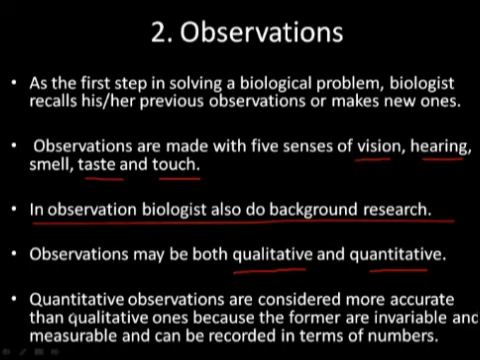 2. Observations
• As the first step in solving a biological problem, biologist
recalls his/her previous observations or makes new ones.
• Observations are made with five senses of vision, hearing,
smell, taste and touch.
• In observation biologist also do background research.
• Observations may be both qualitative and quantitative.
• Quantitative observations are considered more accurate
than qualitative ones because the former are invariable and
measurable and can be recorded in terms of numbers.